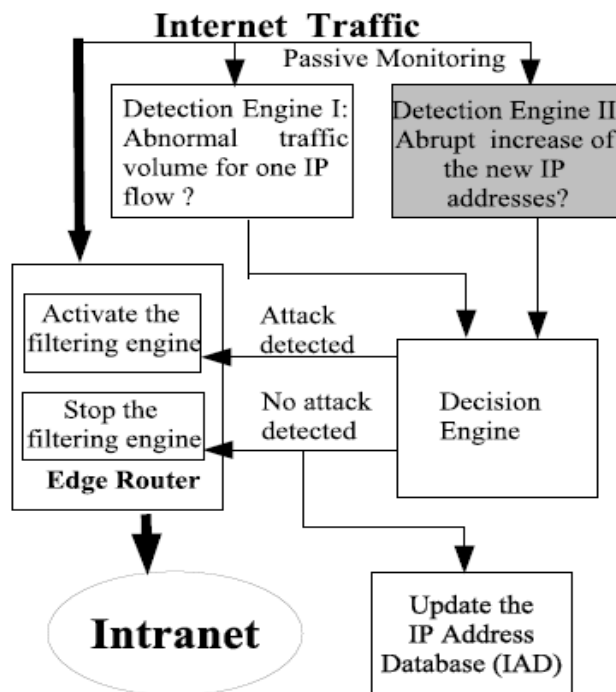 Internet Traffic
Passive Monitoring
Detection Engine I:
Abnormal traffic
volume for one IP
flow ?
Detection Engine II
Abrupt increase of
the new IP
addresses?
Activate the
filtering engine
Attack
detected
Stop the
filtering engine
No attack
detected
Edge Router
Decision
Engine
Intranet
Update the
IP Address
Database (IAD)